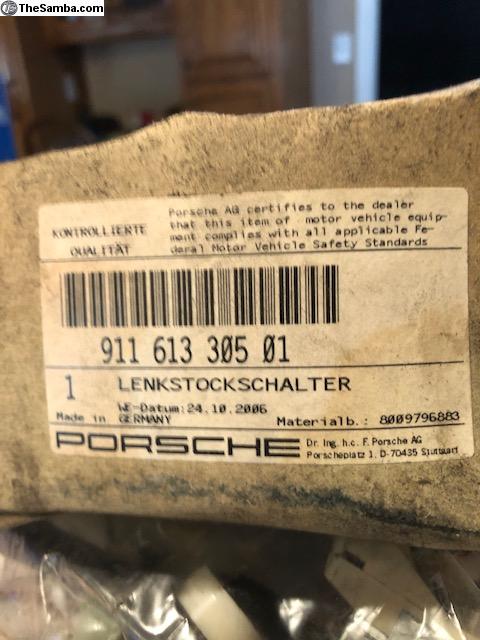 TheSamba.com
KONTROLLIERTE
QUALITÄT
Porsche AG certifies to the dealer
that this item of motor vehicle equip-
ment complies with all applicable Fe-
deral Motor Vehicle Safety Standards
911 613 305 01
1 LENKSTOCKSCHALTER
WE-Datum:24.10.2006
Made in GERMANY
Materialb.: 8009796883
PORSCHE
Dr. Ing. h.c. F. Porsche AG
Porscheplatz 1, D-70435 Stuttgart